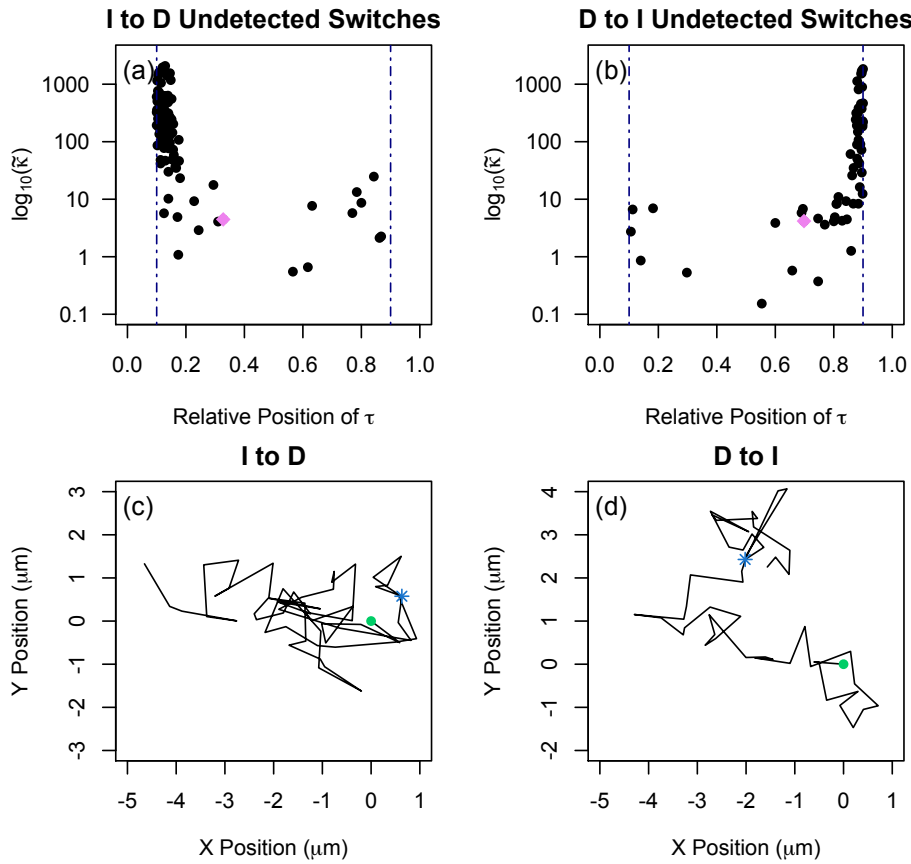 I to D Undetected Switches
(a)
log10(κ̃)
1000
100
10
1
0.1
0.0 0.2 0.4 0.6 0.8 1.0
Relative Position of τ
D to I Undetected Switches
(b)
log10(κ̃)
1000
100
10
1
0.1
0.0 0.2 0.4 0.6 0.8 1.0
Relative Position of τ
I to D
(c)
Y Position (μm)
3
2
1
0
-1
-2
-3
-5 -4 -3 -2 -1 0 1
X Position (μm)
D to I
(d)
Y Position (μm)
4
3
2
1
0
-1
-2
-5 -4 -3 -2 -1 0 1
X Position (μm)